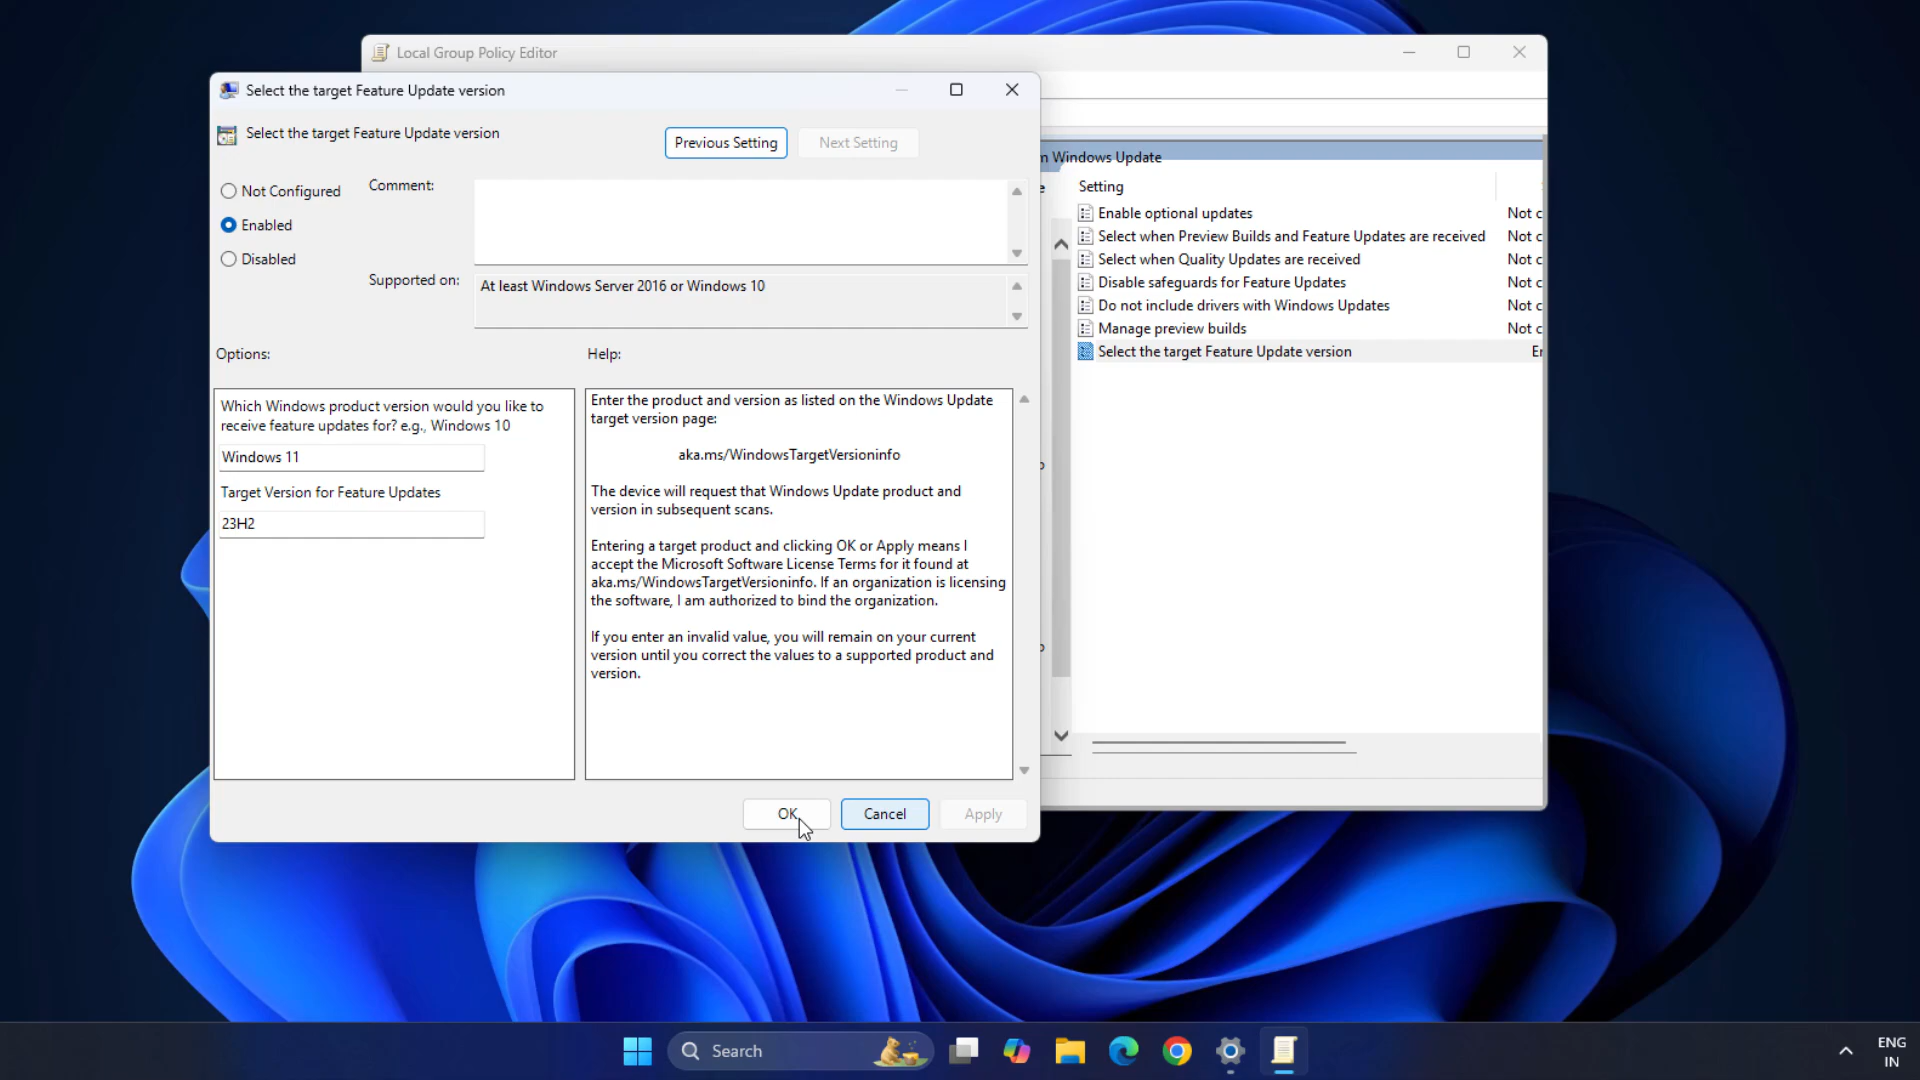 Local Group Policy Editor
Select the target Feature Update version
Select the target Feature Update version
Previous Setting
Next Setting
Not Configured
Comment:
Enabled
Disabled
Supported on:
At least Windows Server 2016 or Windows 10
Options:
Help:
Which Windows product version would you like to
receive feature updates for? e.g., Windows 10
Windows 11
Target Version for Feature Updates
23H2
Enter the product and version as listed on the Windows Update
target version page:
aka.ms/WindowsTargetVersioninfo
The device will request that Windows Update product and
version in subsequent scans.
Entering a target product and clicking OK or Apply means I
accept the Microsoft Software License Terms for it found at
aka.ms/WindowsTargetVersioninfo. If an organization is licensing
the software, I am authorized to bind the organization.
If you enter an invalid value, you will remain on your current
version until you correct the values to a supported product and
version.
OK
Cancel
Apply
Windows Update
Setting
Enable optional updates Not c
Select when Preview Builds and Feature Updates are received Not c
Select when Quality Updates are received Not c
Disable safeguards for Feature Updates Not c
Do not include drivers with Windows Updates Not c
Manage preview builds Not c
Select the target Feature Update version
Search
ENG
IN